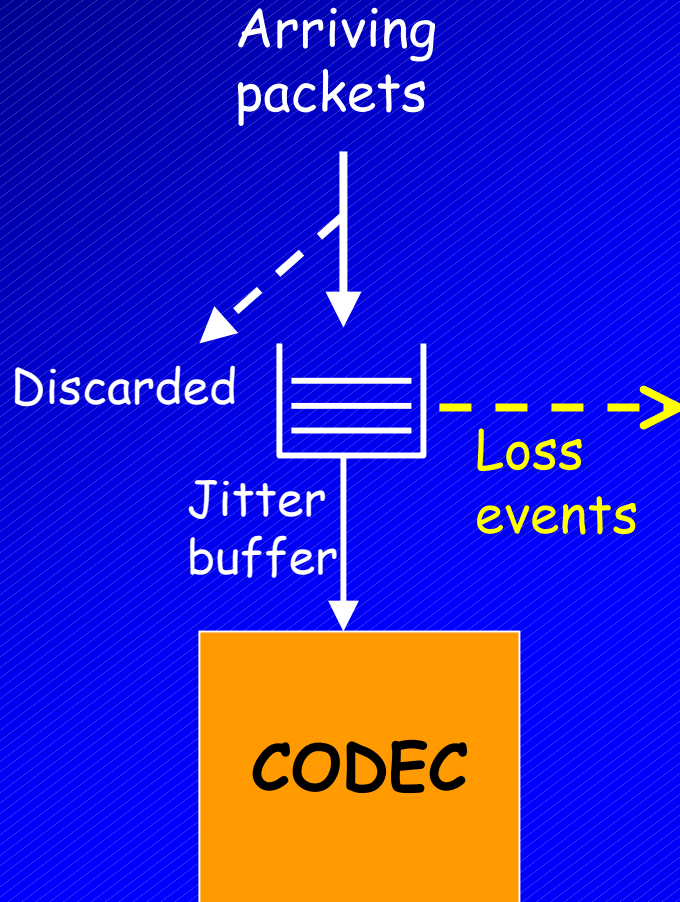 Arriving
packets
Discarded
Loss
events
Jitter
buffer
CODEC